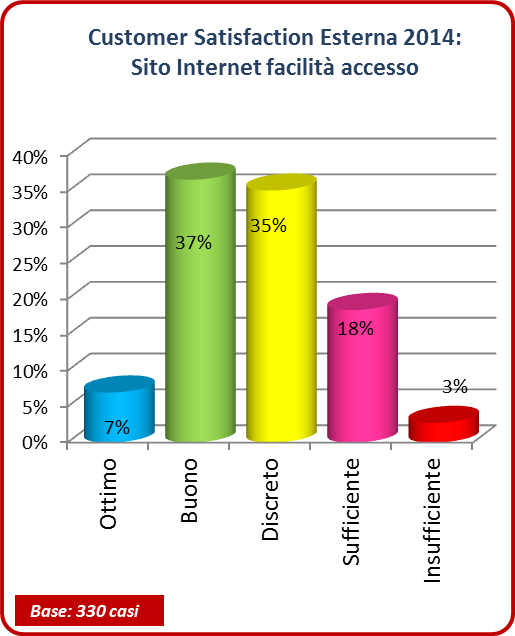 Customer Satisfaction Esterna 2014:
Sito Internet facilità accesso
40%
35%
30%
25%
20%
15%
10%
5%
0%
7%
37%
35%
18%
3%
Ottimo
Buono
Discreto
Sufficiente
Insufficiente
Base: 330 casi